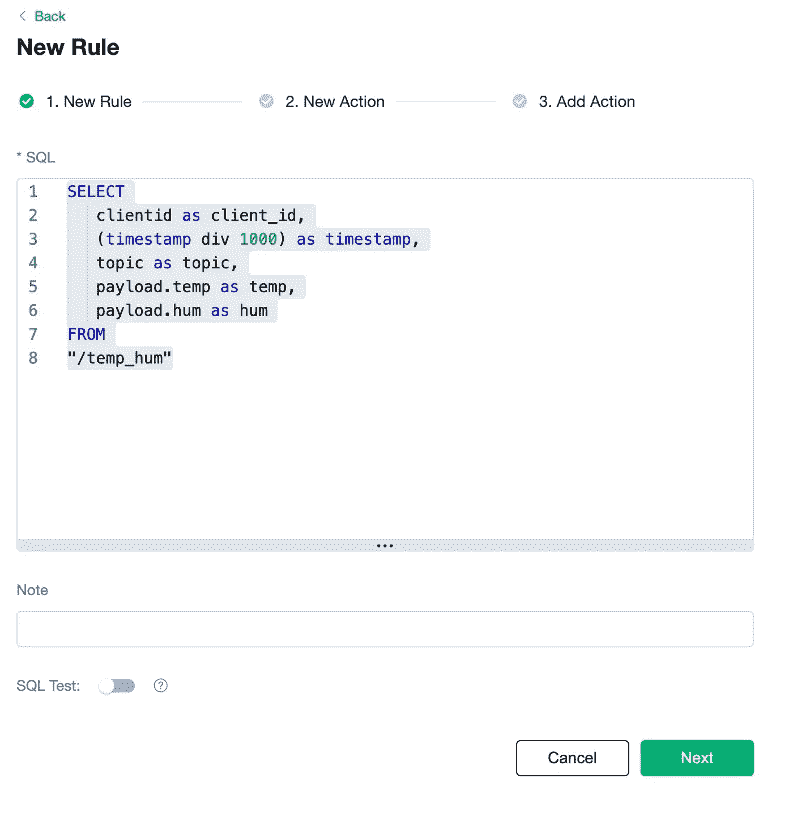 Back
New Rule
1. New Rule 2. New Action 3. Add Action
* SQL
1 SELECT
2 clientid as client_id,
3 (timestamp div 1000) as timestamp,
4 topic as topic,
5 payload.temp as temp,
6 payload.hum as hum
7 FROM
8 "/temp_hum"
Note
SQL Test:
Cancel Next